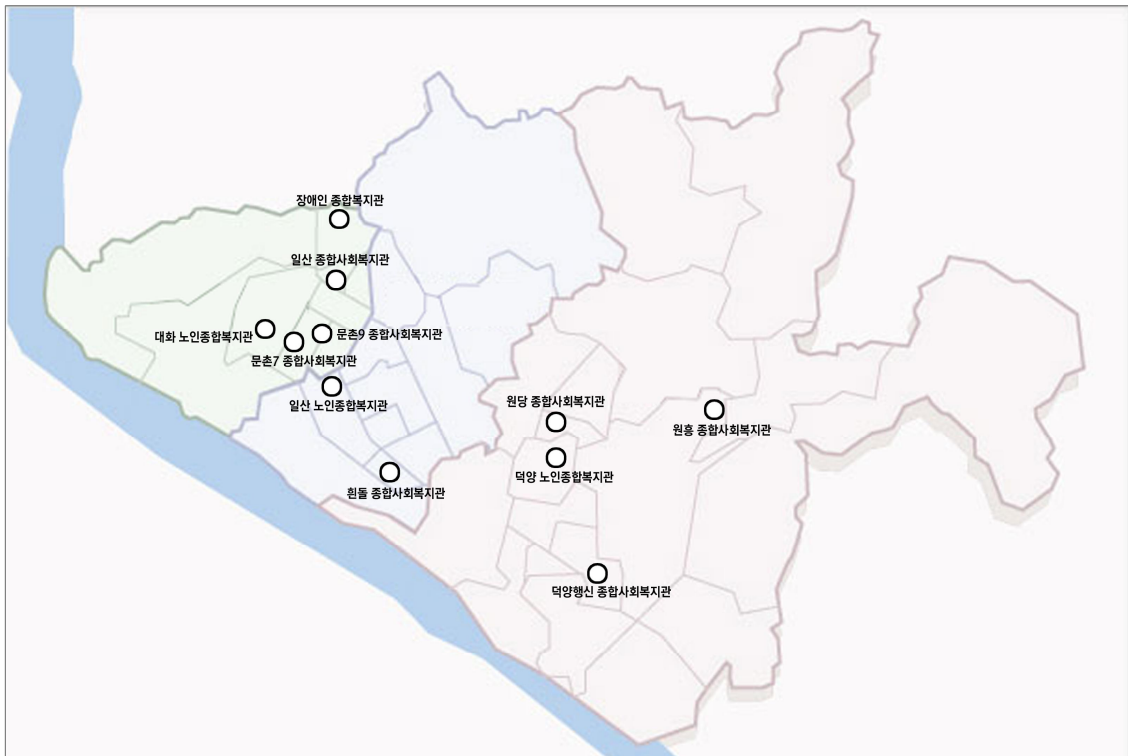 장애인 종합복지관
일산 종합사회복지관
대화 노인종합복지관
문촌9 종합사회복지관
문촌7 종합사회복지관
일산 노인종합복지관
원당 종합사회복지관
원흥 종합사회복지관
덕양 노인종합복지관
흰돌 종합사회복지관
덕양행신 종합사회복지관